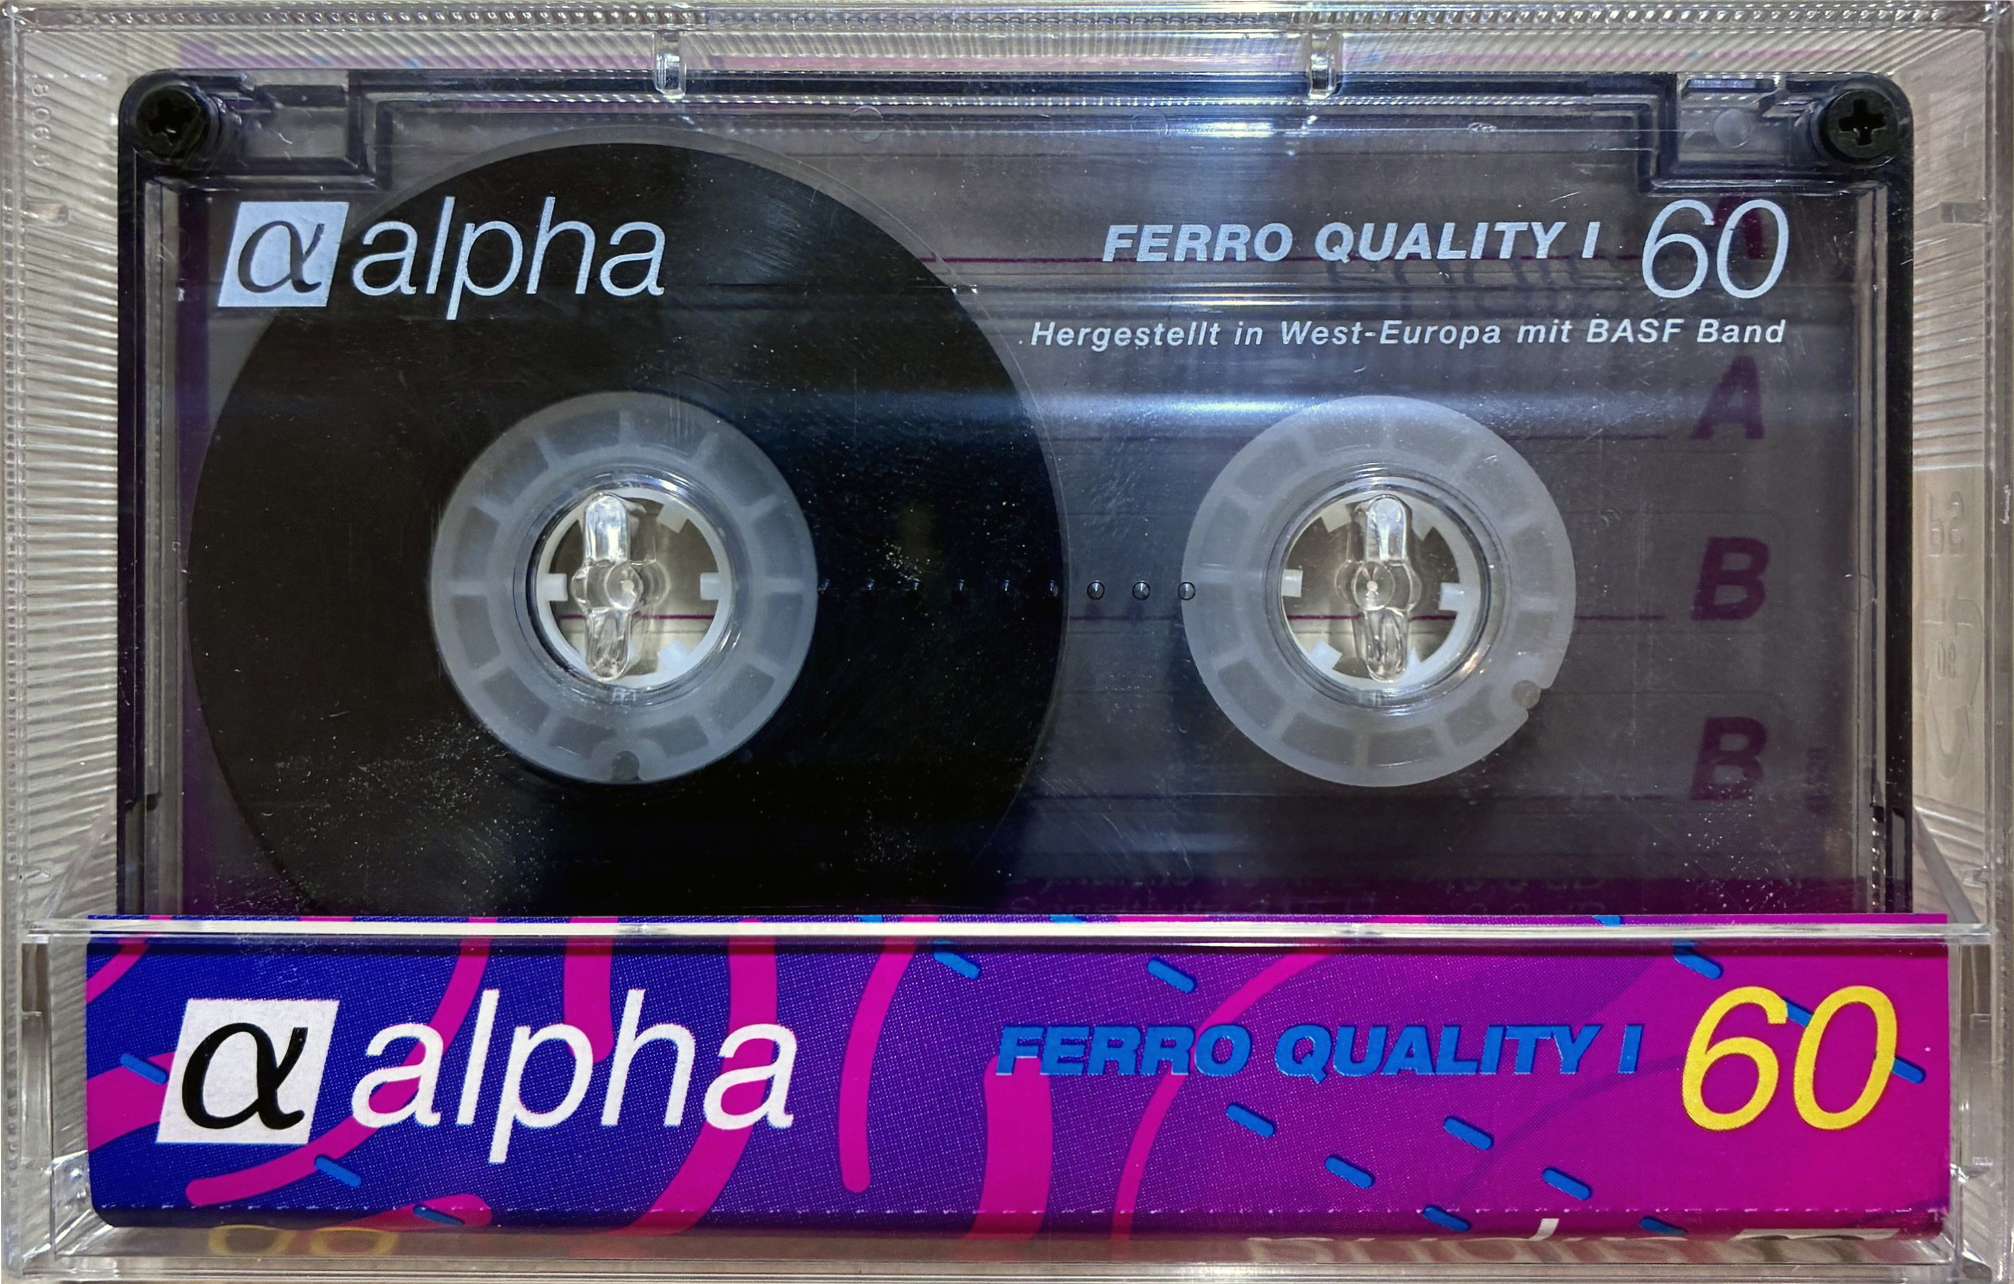 α alpha
FERRO QUALITY I 60
Hergestellt in West-Europa mit BASF Band
A
B
B
α alpha
FERRO QUALITY I 60